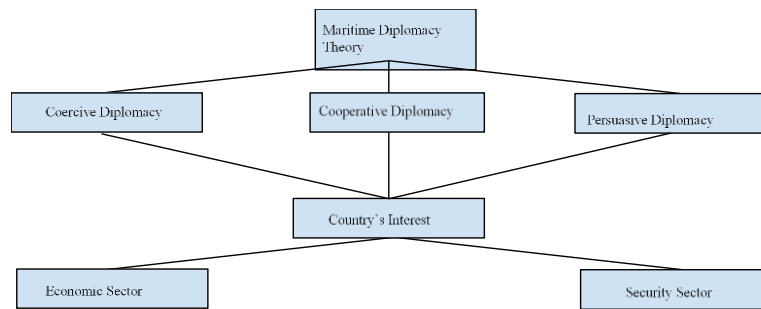 Maritime Diplomacy
Theory
Coercive Diplomacy
Cooperative Diplomacy
Persuasive Diplomacy
Country`s Interest
Economic Sector
Security Sector